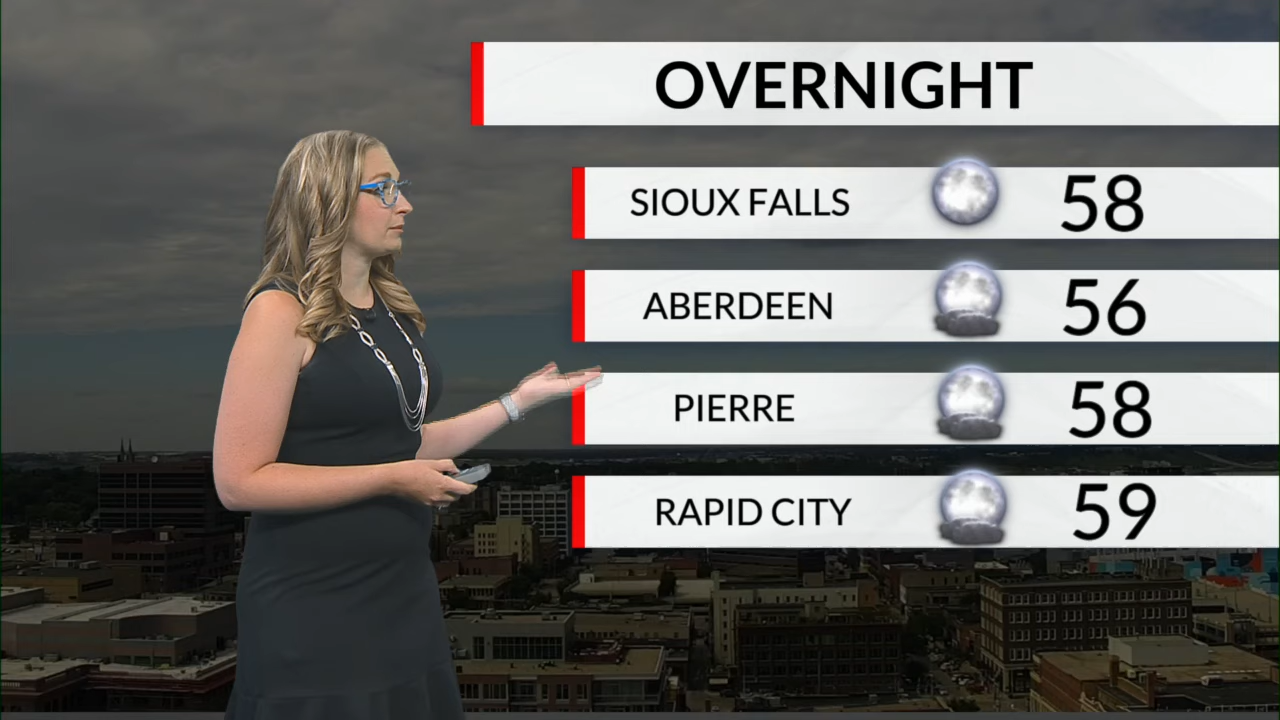 OVERNIGHT
SIOUX FALLS 58
ABERDEEN 56
PIERRE 58
RAPID CITY 59